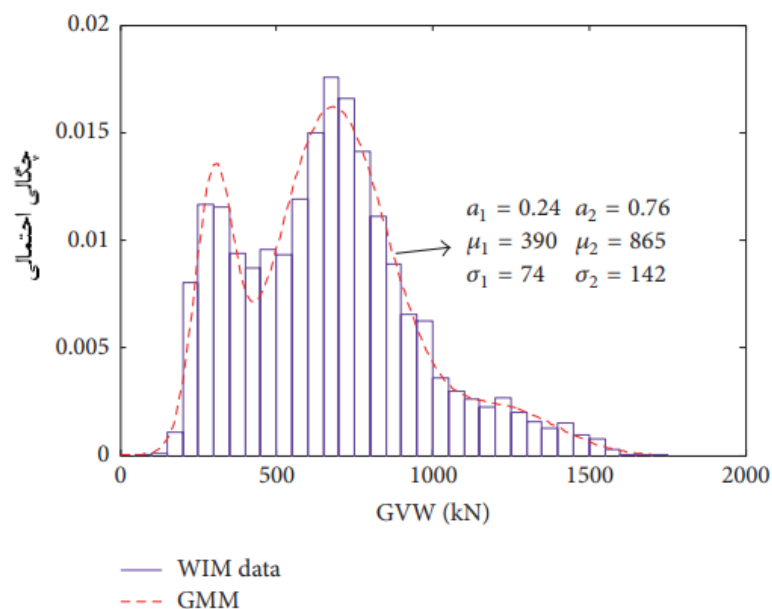 0.02
0.015
0.01
0.005
0
چگالی احتمالی
a₁ = 0.24 a₂ = 0.76
μ₁ = 390 μ₂ = 865
σ₁ = 74 σ₂ = 142
0 500 1000 1500 2000
GVW (kN)
WIM data
GMM